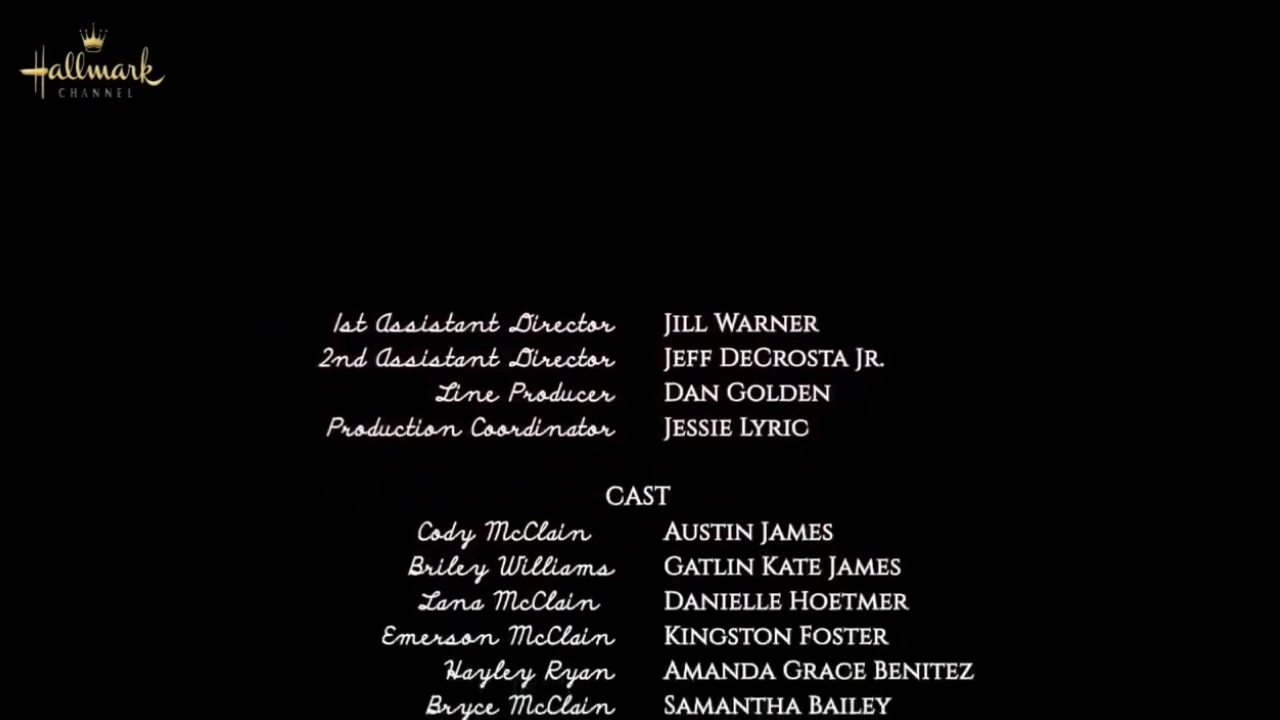 Hallmark
CHANNEL
1st Assistant Director JILL WARNER
2nd Assistant Director JEFF DECROSTA JR.
Line Producer DAN GOLDEN
Production Coordinator JESSIE LYRIC
CAST
Cody McClain AUSTIN JAMES
Briley Williams GATLIN KATE JAMES
Lana McClain DANIELLE HOETMER
Emerson McClain KINGSTON FOSTER
Hayley Ryan AMANDA GRACE BENITEZ
Bryce McClain SAMANTHA BAILEY